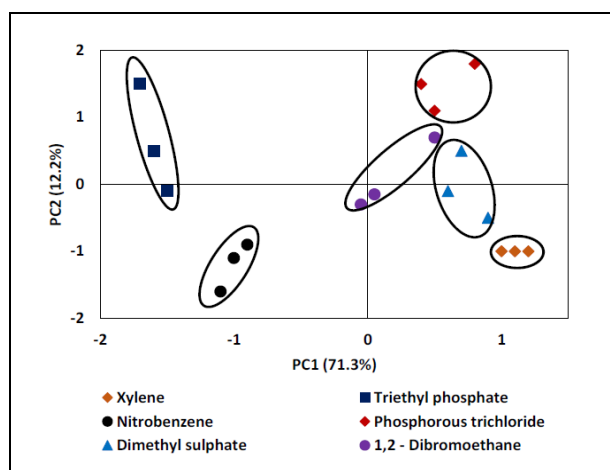 2
1
0
-1
-2
-2
-1
0
1
PC2 (12.2%)
PC1 (71.3%)
Xylene
Triethyl phosphate
Nitrobenzene
Phosphorous trichloride
Dimethyl sulphate
1,2 - Dibromoethane